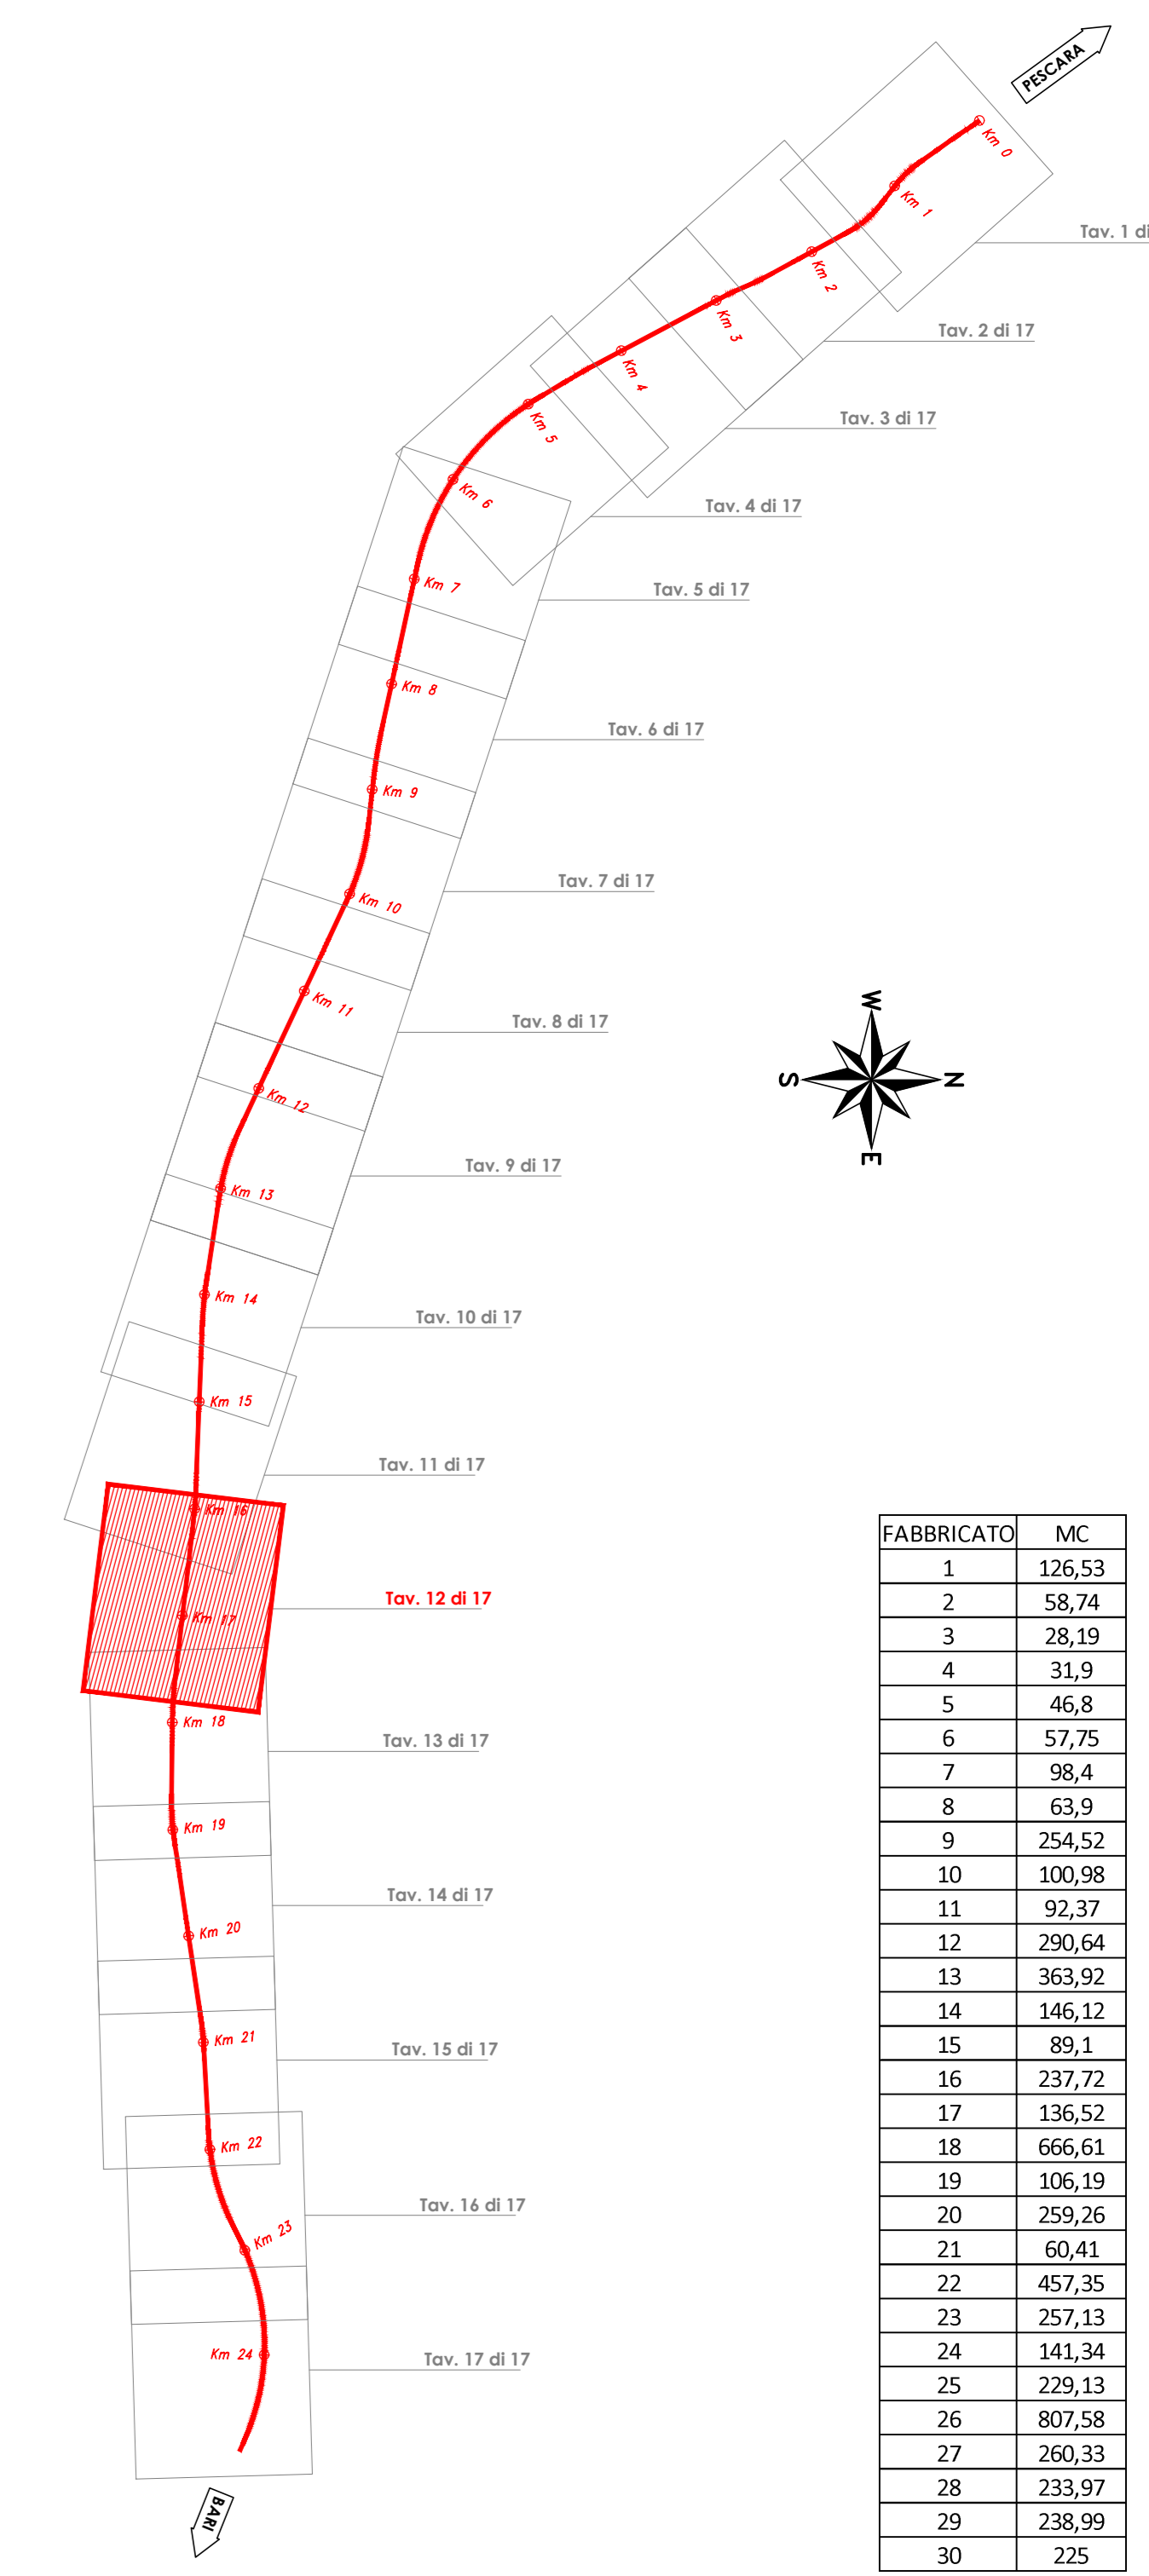 PESCARA
Km 0
Km 1
Tav. 1 di
Km 2
Km 3
Tav. 2 di 17
Km 4
Km 5
Tav. 3 di 17
Km 6
Tav. 4 di 17
Km 7
Tav. 5 di 17
Km 8
Tav. 6 di 17
Km 9
Tav. 7 di 17
Km 10
Km 11
W
S
N
E
Tav. 8 di 17
Km 12
Tav. 9 di 17
Km 13
Km 14
Tav. 10 di 17
Km 15
Tav. 11 di 17
Km 16
Tav. 12 di 17
Km 17
Km 18
Tav. 13 di 17
Km 19
Tav. 14 di 17
Km 20
Km 21
Tav. 15 di 17
Km 22
Tav. 16 di 17
Km 23
Km 24
Tav. 17 di 17
BARI
FABBRICATO MC
1 126,53
2 58,74
3 28,19
4 31,9
5 46,8
6 57,75
7 98,4
8 63,9
9 254,52
10 100,98
11 92,37
12 290,64
13 363,92
14 146,12
15 89,1
16 237,72
17 136,52
18 666,61
19 106,19
20 259,26
21 60,41
22 457,35
23 257,13
24 141,34
25 229,13
26 807,58
27 260,33
28 233,97
29 238,99
30 225